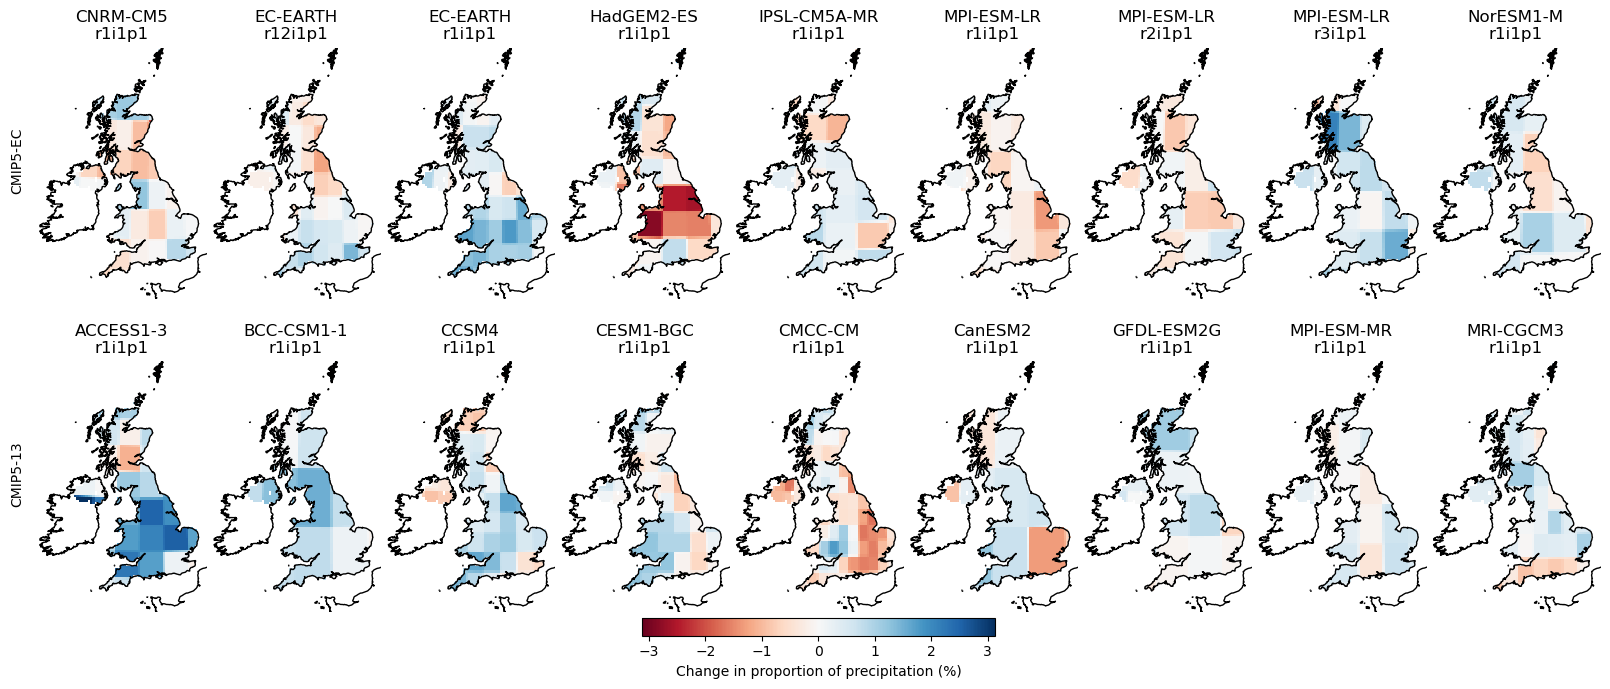 CNRM-CM5
r1i1p1
EC-EARTH
r12i1p1
EC-EARTH
r1i1p1
HadGEM2-ES
r1i1p1
IPSL-CM5A-MR
r1i1p1
MPI-ESM-LR
r1i1p1
MPI-ESM-LR
r2i1p1
MPI-ESM-LR
r3i1p1
NorESM1-M
r1i1p1
CMIP5-EC
ACCESS1-3
r1i1p1
BCC-CSM1-1
r1i1p1
CCSM4
r1i1p1
CESM1-BGC
r1i1p1
CMCC-CM
r1i1p1
CanESM2
r1i1p1
GFDL-ESM2G
r1i1p1
MPI-ESM-MR
r1i1p1
MRI-CGCM3
r1i1p1
CMIP5-13
−3 −2 −1 0 1 2 3
Change in proportion of precipitation (%)